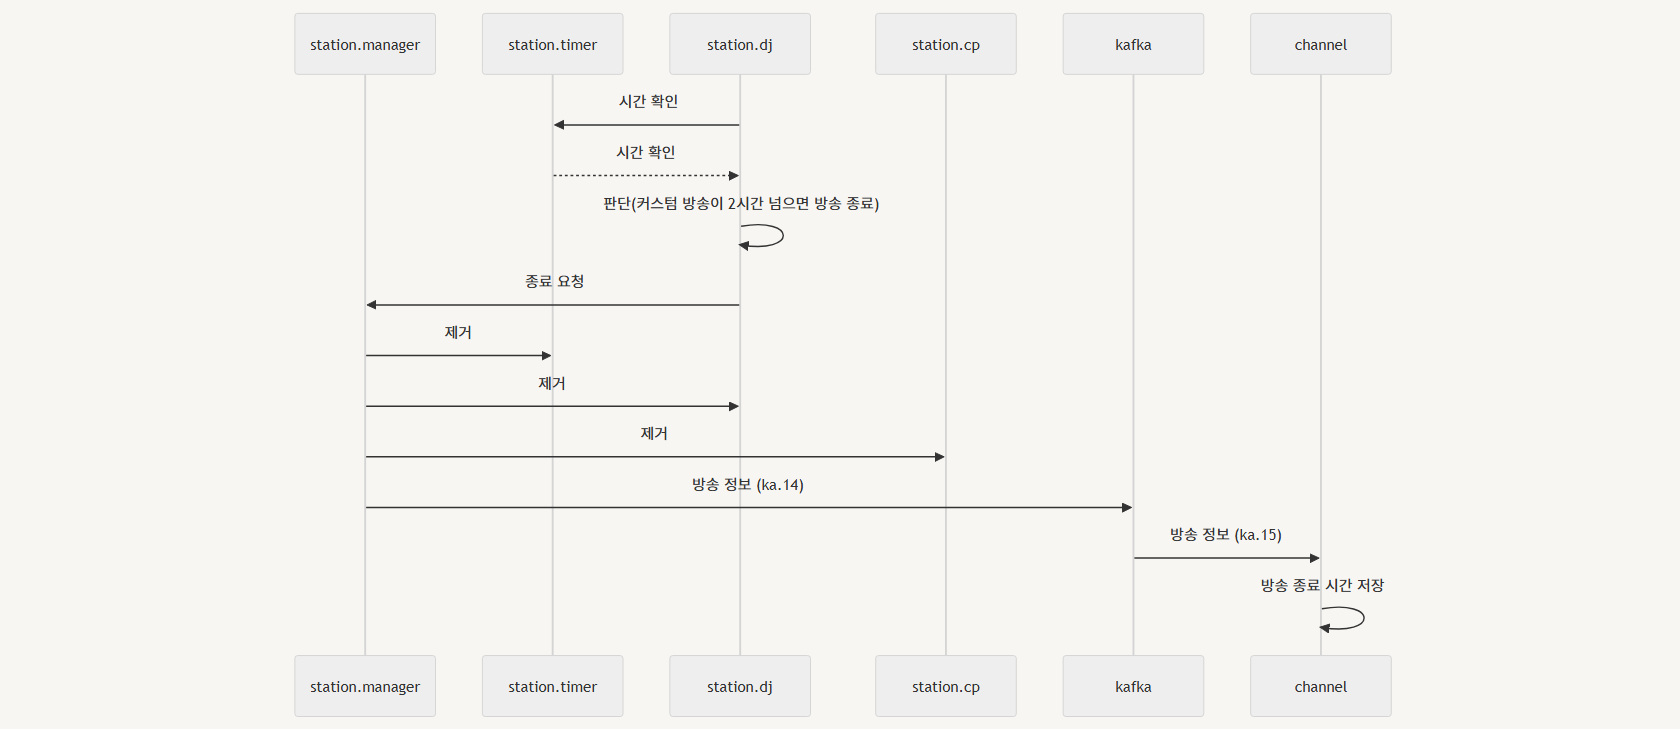 station.manager
station.timer
station.dj
station.cp
kafka
channel
시간 확인
시간 확인
판단(커스텀 방송이 2시간 넘으면 방송 종료)
종료 요청
제거
제거
제거
방송 정보 (ka.14)
방송 정보 (ka.15)
방송 종료 시간 저장
station.manager
station.timer
station.dj
station.cp
kafka
channel